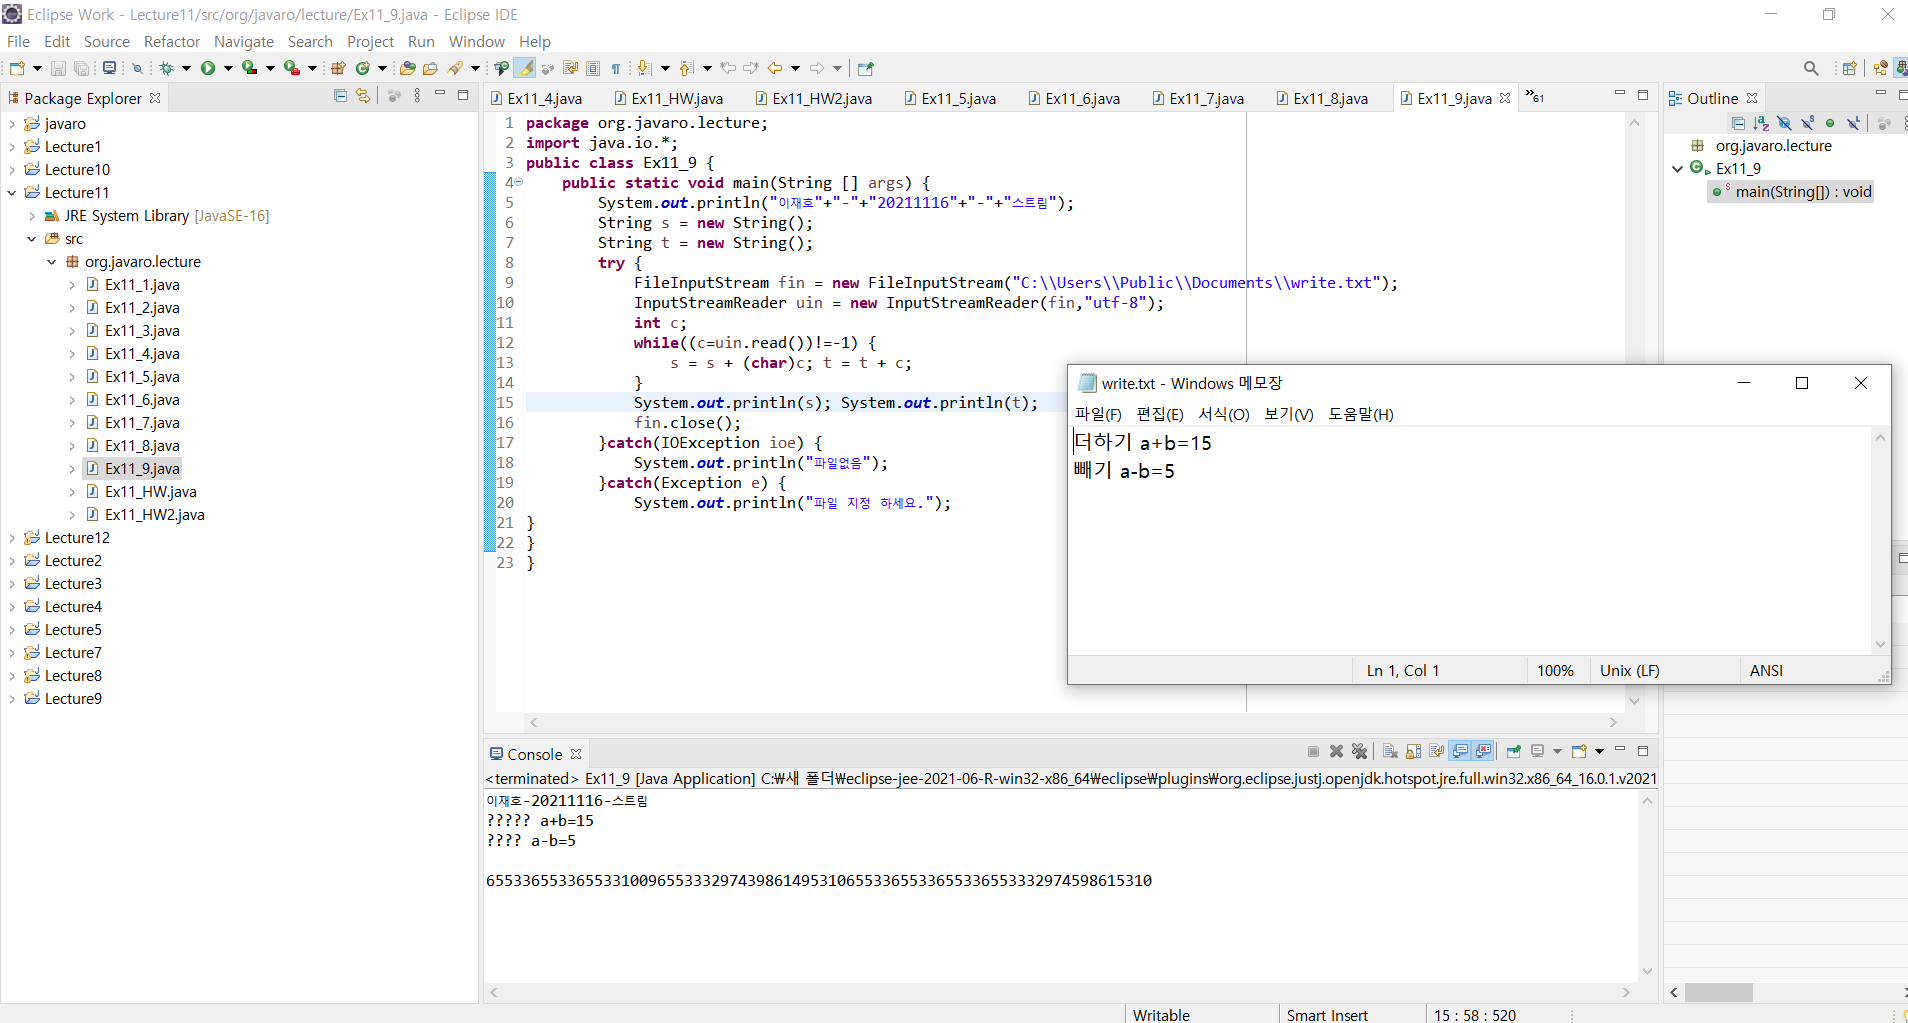 Eclipse Work - Lecture11/src/org/javaro/lecture/Ex11_9.java - Eclipse IDE
File Edit Source Refactor Navigate Search Project Run Window Help
Package Explorer
javaro
Lecture1
Lecture10
Lecture11
JRE System Library [JavaSE-16]
src
org.javaro.lecture
Ex11_1.java
Ex11_2.java
Ex11_3.java
Ex11_4.java
Ex11_5.java
Ex11_6.java
Ex11_7.java
Ex11_8.java
Ex11_9.java
Ex11_HW.java
Ex11_HW2.java
Lecture12
Lecture2
Lecture3
Lecture4
Lecture5
Lecture7
Lecture8
Lecture9
Ex11_4.java Ex11_HW.java Ex11_HW2.java Ex11_5.java Ex11_6.java Ex11_7.java Ex11_8.java Ex11_9.java »61
1 package org.javaro.lecture;
2 import java.io.*;
3 public class Ex11_9 {
4 public static void main(String [] args) {
5 System.out.println("이재호"+"-"+"20211116"+"-"+"스트림");
6 String s = new String();
7 String t = new String();
8 try {
9 FileInputStream fin = new FileInputStream("C:\\Users\\Public\\Documents\\write.txt");
10 InputStreamReader uin = new InputStreamReader(fin,"utf-8");
11 int c;
12 while((c=uin.read())!=-1) {
13 s = s + (char)c; t = t + c;
14 }
15 System.out.println(s); System.out.println(t);
16 fin.close();
17 }catch(IOException ioe) {
18 System.out.println("파일없음");
19 }catch(Exception e) {
20 System.out.println("파일 지정 하세요.");
21 }
22 }
23 }
Outline
org.javaro.lecture
Ex11_9
main(String[]) : void
write.txt - Windows 메모장
파일(F) 편집(E) 서식(O) 보기(V) 도움말(H)
더하기 a+b=15
빼기 a-b=5
Ln 1, Col 1 100% Unix (LF) ANSI
Console
<terminated> Ex11_9 [Java Application] C:₩새 폴더₩eclipse-jee-2021-06-R-win32-x86_64₩eclipse₩plugins₩org.eclipse.justj.openjdk.hotspot.jre.full.win32.x86_64_16.0.1.v2021
이재호-20211116-스트림
????? a+b=15
???? a-b=5
65533655336553310096553332974398614953106553365533655336553332974598615310
Writable Smart Insert 15 : 58 : 520